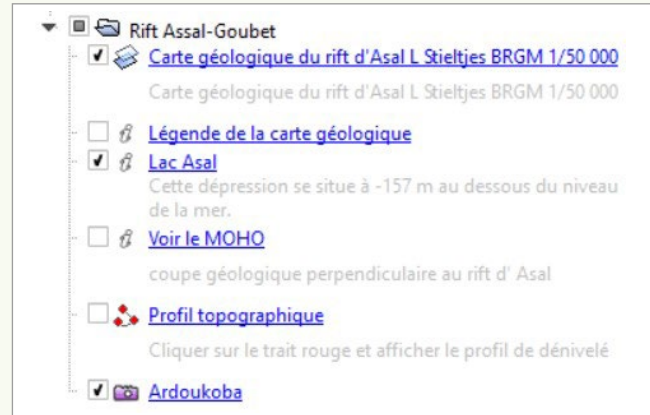 Rift Assal-Goubet
Carte géologique du rift d'Asal L Stieltjes BRGM 1/50 000
Carte géologique du rift d'Asal L Stieltjes BRGM 1/50 000
Légende de la carte géologique
Lac Asal
Cette dépression se situe à -157 m au dessous du niveau
de la mer.
Voir le MOHO
coupe géologique perpendiculaire au rift d' Asal
Profil topographique
Cliquer sur le trait rouge et afficher le profil de dénivelé
Ardoukoba